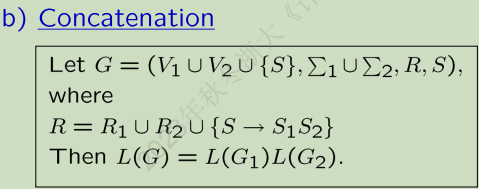 b) Concatenation
Let G = (V₁ ∪ V₂ ∪ {S}, ∑₁ ∪ ∑₂, R, S),
where
R = R₁ ∪ R₂ ∪ {S → S₁S₂}
Then L(G) = L(G₁)L(G₂).